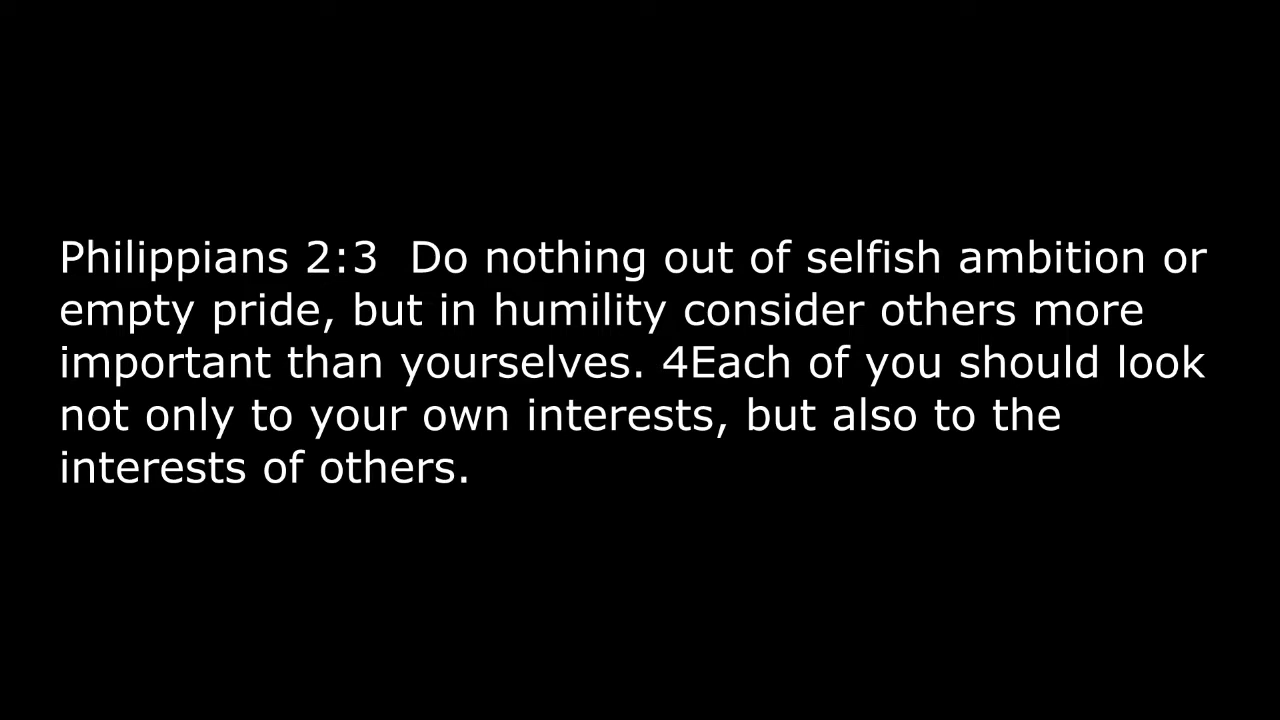 Philippians 2:3  Do nothing out of selfish ambition or
empty pride, but in humility consider others more
important than yourselves. 4Each of you should look
not only to your own interests, but also to the
interests of others.